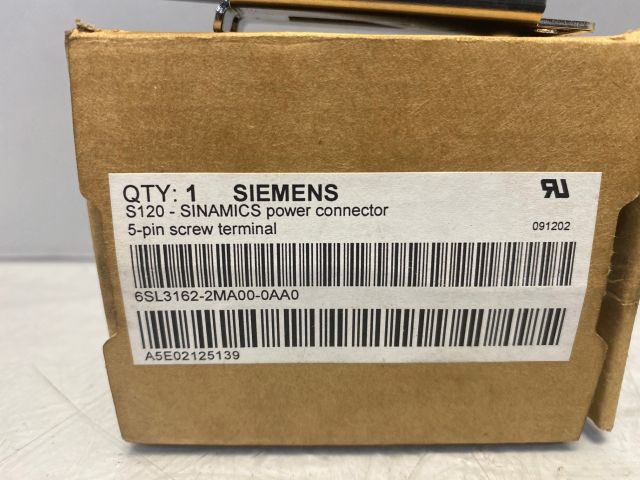 QTY: 1 SIEMENS
S120 - SINAMICS power connector
5-pin screw terminal
091202
6SL3162-2MA00-0AA0
A5E02125139